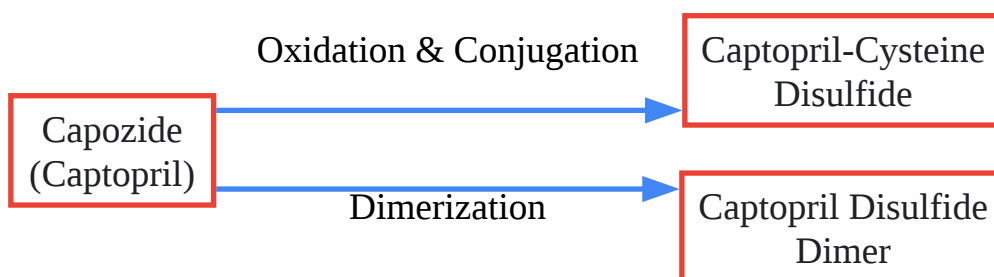 Oxidation & Conjugation
Captopril-Cysteine
Disulfide
Capozide
(Captopril)
Dimerization
Captopril Disulfide
Dimer